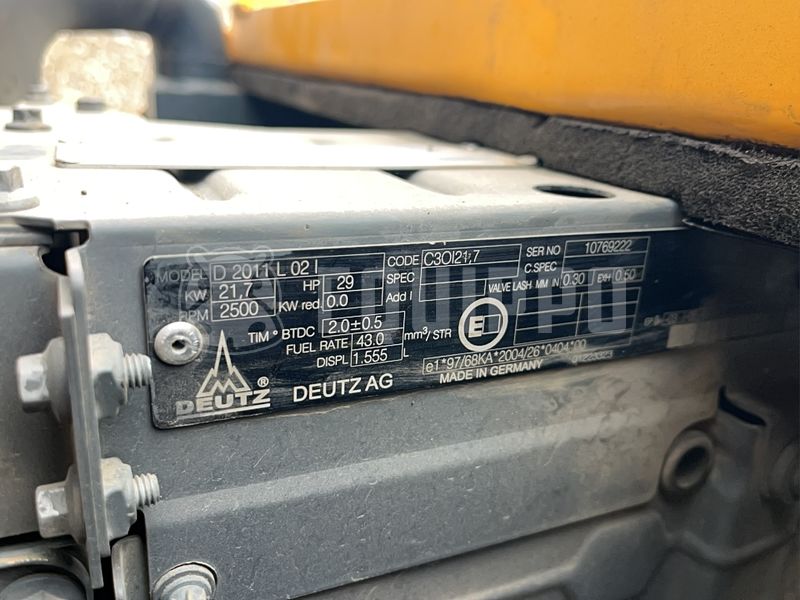 MODEL D 2011 L 02 I CODE C3OI21,7 SER NO 10769222
KW 21,7 HP 29 SPEC C.SPEC
RPM 2500 KW red. 0.0 Add I VALVE LASH MM IN 0.30 EXH 0.50
TIM ° BTDC 2.0±0.5
FUEL RATE 43.0 mm³/STR
DISPL 1.555 L
E
e1*97/68KA*2004/26*0404*00
MADE IN GERMANY 01223323
DEUTZ ® DEUTZ AG